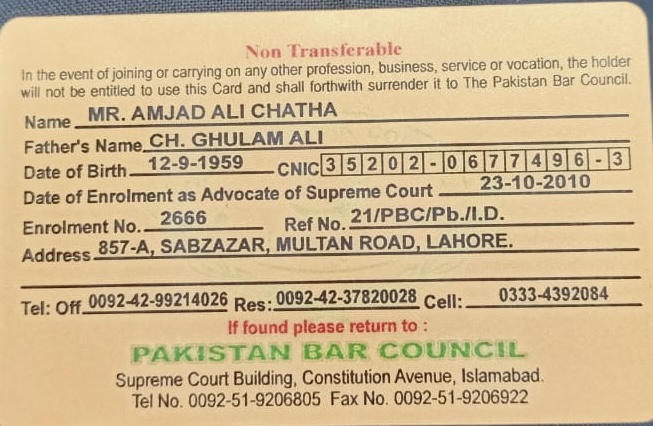 Non Transferable
In the event of joining or carrying on any other profession, business, service or vocation, the holder
will not be entitled to use this Card and shall forthwith surrender it to The Pakistan Bar Council.
Name MR. AMJAD ALI CHATHA
Father's Name CH. GHULAM ALI
Date of Birth 12-9-1959 CNIC 35202-0677496-3
Date of Enrolment as Advocate of Supreme Court 23-10-2010
Enrolment No. 2666 Ref No. 21/PBC/Pb./I.D.
Address 857-A, SABZAZAR, MULTAN ROAD, LAHORE.
Tel: Off. 0092-42-99214026 Res: 0092-42-37820028 Cell: 0333-4392084
If found please return to :
PAKISTAN BAR COUNCIL
Supreme Court Building, Constitution Avenue, Islamabad.
Tel No. 0092-51-9206805 Fax No. 0092-51-9206922